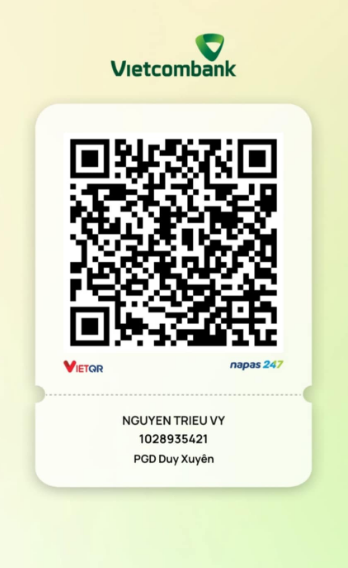 Vietcombank
VIETQR
napas 247
NGUYEN TRIEU VY
1028935421
PGD Duy Xuyên